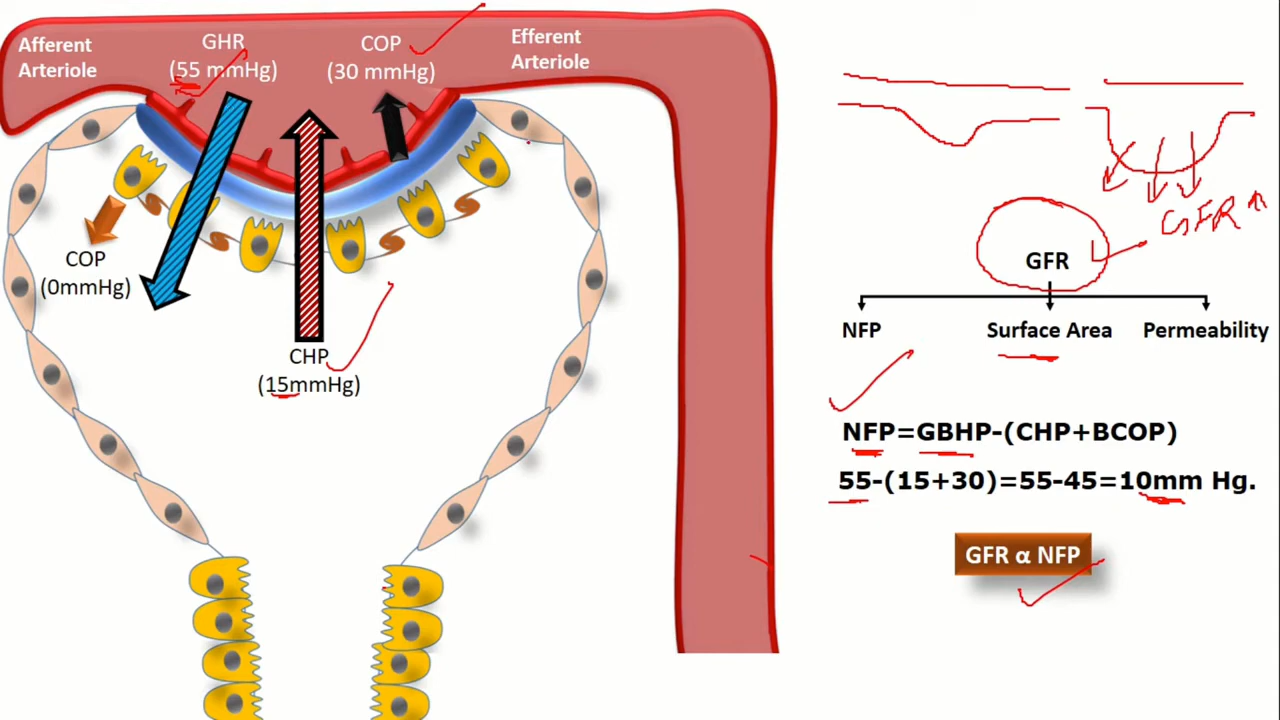 Afferent
Arteriole
GHR
(55 mmHg)
COP
(30 mmHg)
Efferent
Arteriole
COP
(0mmHg)
CHP
(15mmHg)
GFR
GFR
NFP
Surface Area
Permeability
NFP=GBHP-(CHP+BCOP)
55-(15+30)=55-45=10mm Hg.
GFR α NFP